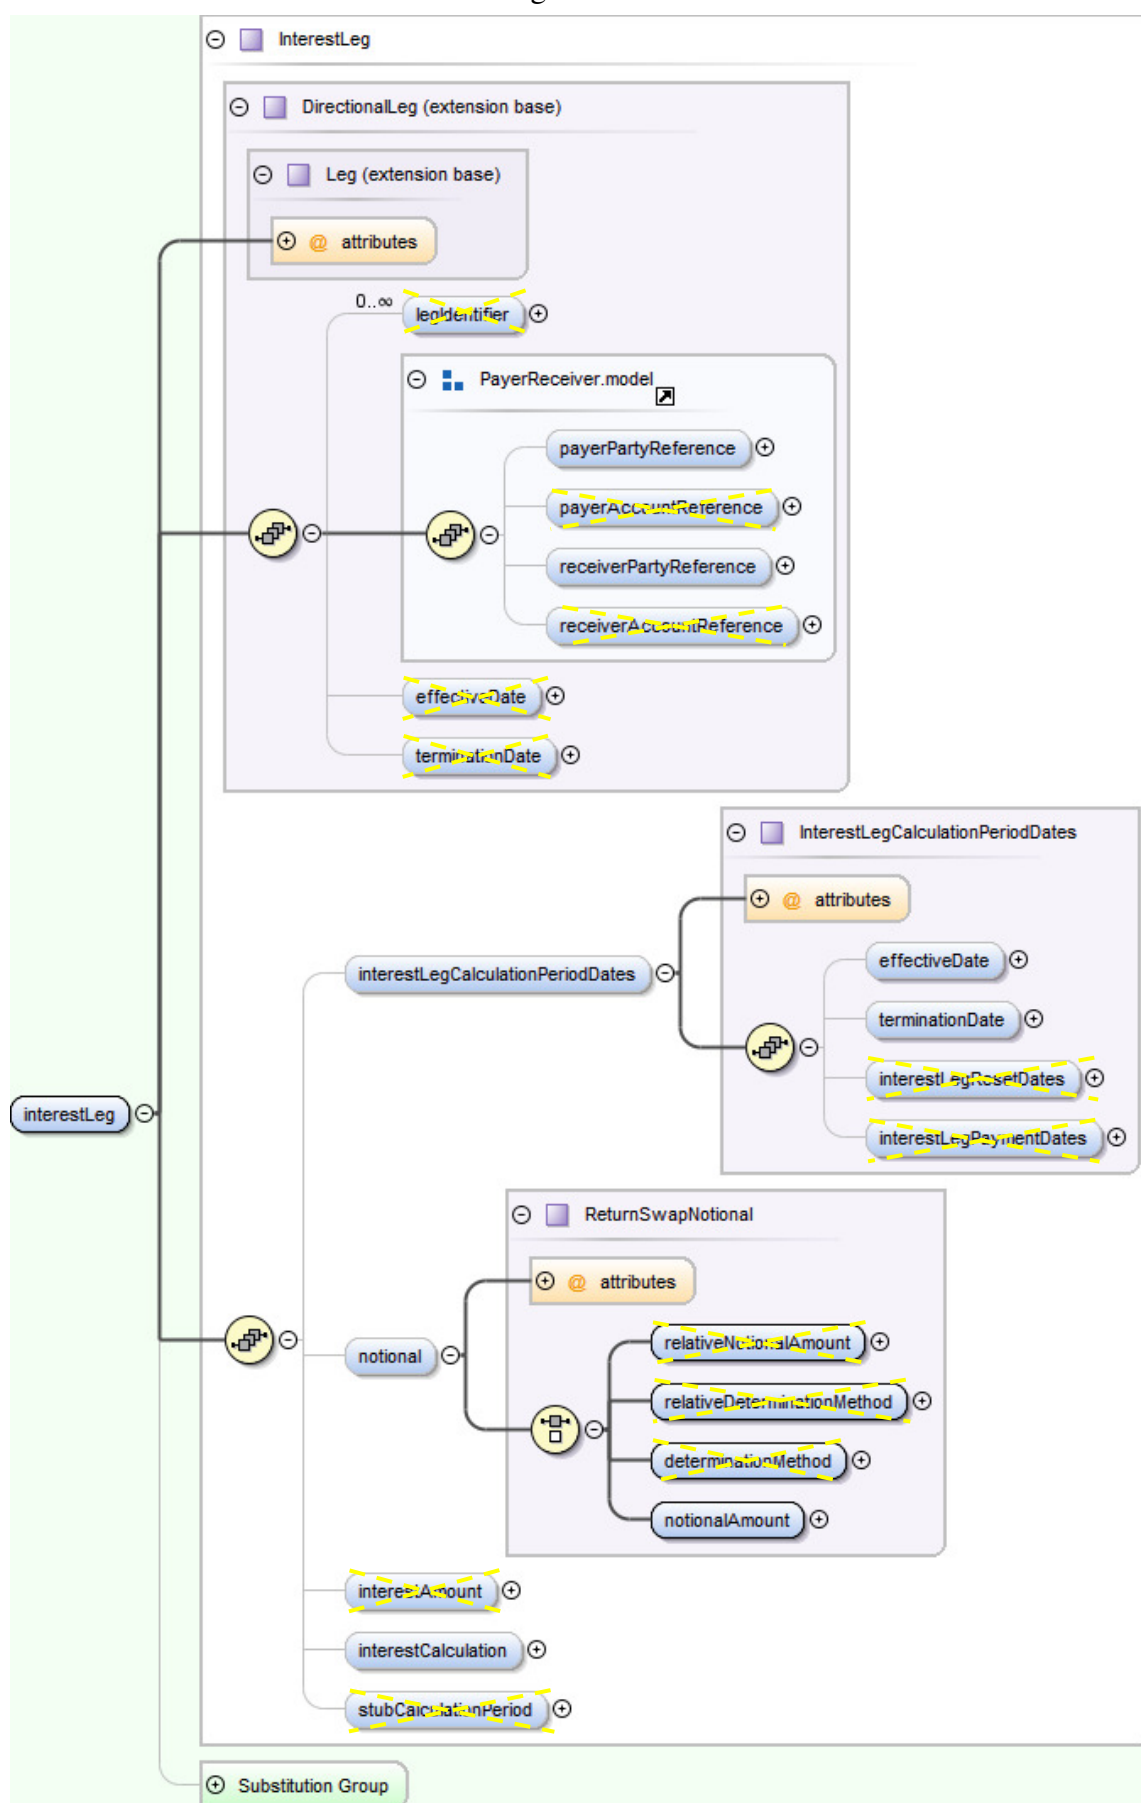 InterestLeg
DirectionalLeg (extension base)
Leg (extension base)
@ attributes
0..∞
legIdentifier
PayerReceiver.model
payerPartyReference
payerAccountReference
receiverPartyReference
receiverAccountReference
effectiveDate
terminationDate
InterestLegCalculationPeriodDates
@ attributes
interestLegCalculationPeriodDates
effectiveDate
terminationDate
interestLegResetDates
interestLegPaymentDates
interestLeg
ReturnSwapNotional
@ attributes
notional
relativeNotionalAmount
relativeDeterminationMethod
determinationMethod
notionalAmount
interestAmount
interestCalculation
stubCalculationPeriod
Substitution Group